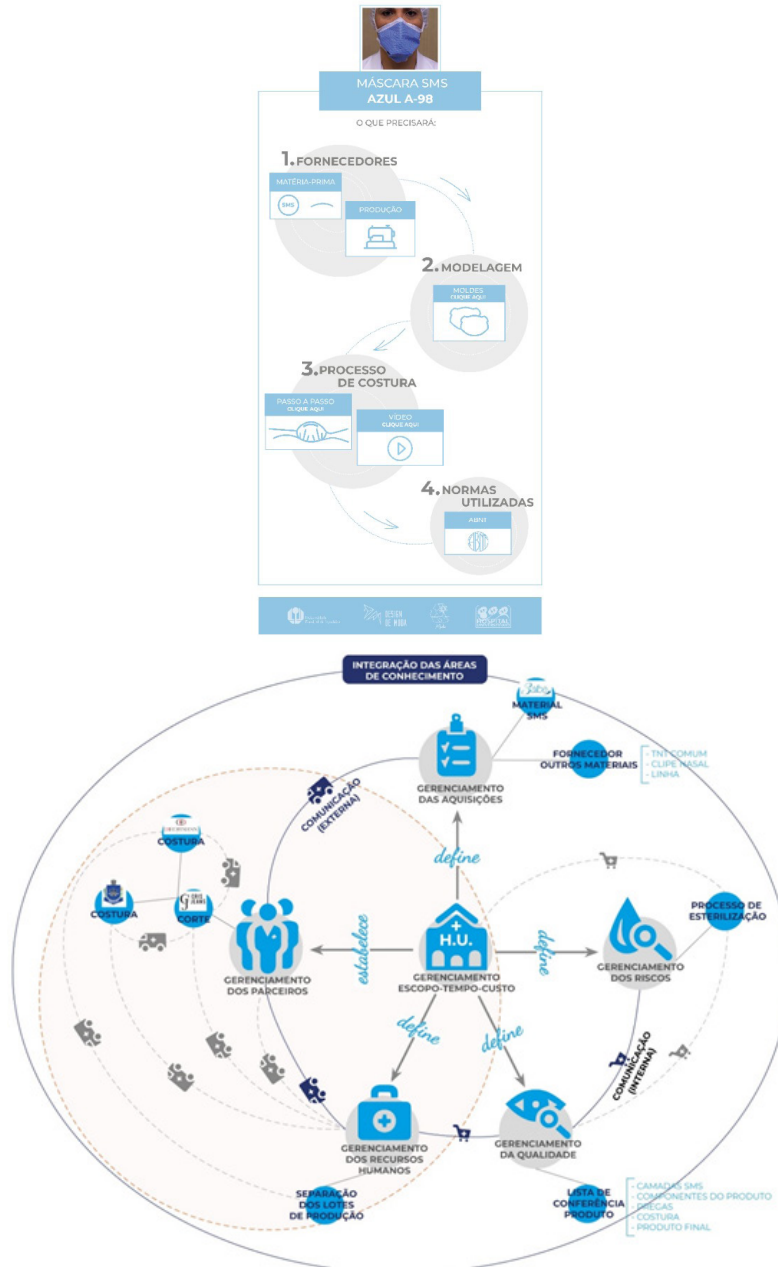 MÁSCARA SMS
AZUL A-98
O QUE PRECISARÁ:
1. FORNECEDORES
MATÉRIA-PRIMA
SMS
PRODUÇÃO
2. MODELAGEM
MOLDES
CLIQUE AQUI
3. PROCESSO
DE COSTURA
PASSO A PASSO
CLIQUE AQUI
VÍDEO
CLIQUE AQUI
4. NORMAS
UTILIZADAS
ABNT
DESIGN
DE MODA
HOSPITAL
INTEGRAÇÃO DAS ÁREAS
DE CONHECIMENTO
MATERIAL
SMS
FORNECEDOR
OUTROS MATERIAIS
- TNT COMUM
- CLIPE NASAL
- LINHA
GERENCIAMENTO
DAS AQUISIÇÕES
COMUNICAÇÃO
(EXTERNA)
define
COSTURA
COSTURA
CORTE
PROCESSO DE
ESTERILIZAÇÃO
estabelece
H.U.
define
GERENCIAMENTO
DOS PARCEIROS
GERENCIAMENTO
ESCOPO-TEMPO-CUSTO
GERENCIAMENTO
DOS RISCOS
define
define
COMUNICAÇÃO
(INTERNA)
GERENCIAMENTO
DOS RECURSOS
HUMANOS
GERENCIAMENTO
DA QUALIDADE
SEPARAÇÃO
DOS LOTES
DE PRODUÇÃO
LISTA DE
CONFERÊNCIA
PRODUTO
- CAMADAS SMS
- COMPONENTES DO PRODUTO
- PREGAS
- COSTURA
- PRODUTO FINAL